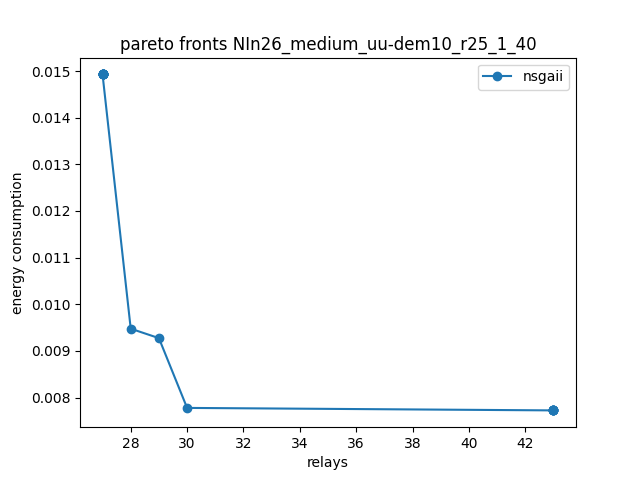 pareto fronts NIn26_medium_uu-dem10_r25_1_40
nsgaii
0.015
0.014
0.013
0.012
0.011
0.010
0.009
0.008
energy consumption
28 30 32 34 36 38 40 42
relays